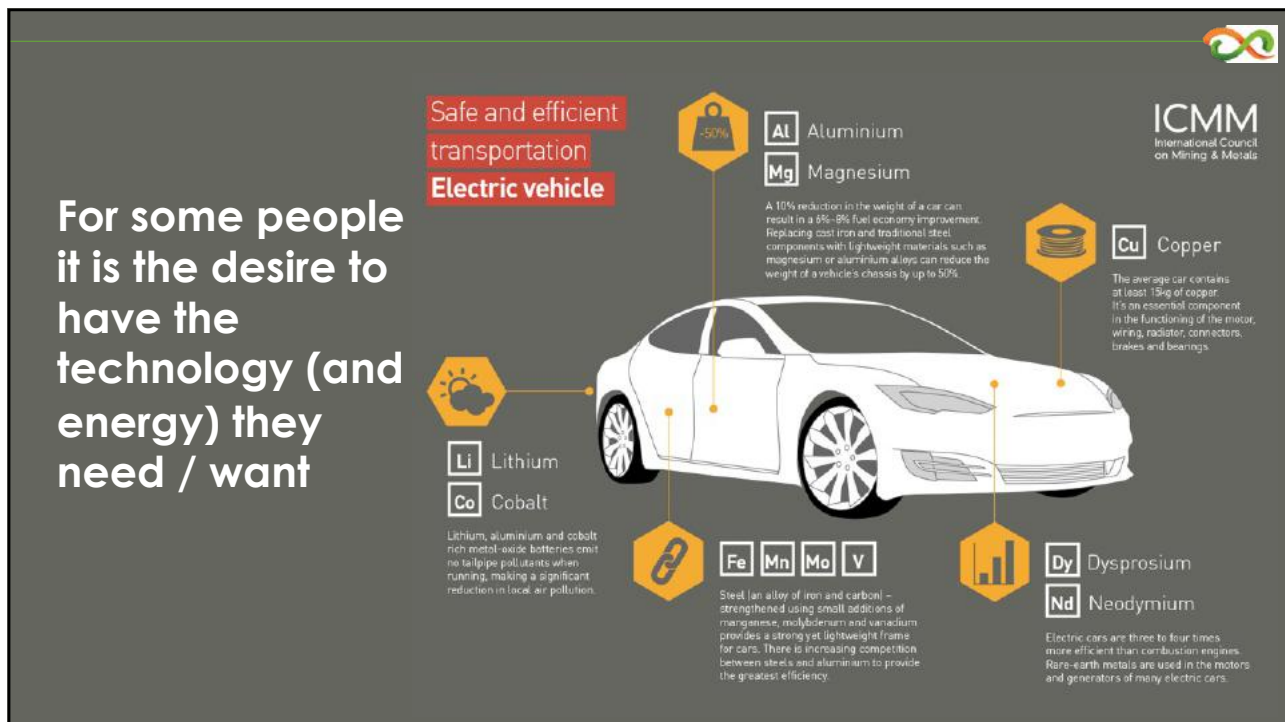 For some people
it is the desire to
have the
technology (and
energy) they
need / want
Safe and efficient
transportation
Electric vehicle
-50%
Al Aluminium
Mg Magnesium
A 10% reduction in the weight of a car can
result in a 6%–8% fuel economy improvement.
Replacing cast iron and traditional steel
components with lightweight materials such as
magnesium or aluminium alloys can reduce the
weight of a vehicle's chassis by up to 50%.
ICMM
International Council
on Mining & Metals
Cu Copper
The average car contains
at least 15kg of copper.
It's an essential component
in the functioning of the motor,
wiring, radiator, connectors,
brakes and bearings
Li Lithium
Co Cobalt
Lithium, aluminium and cobalt
rich metal-oxide batteries emit
no tailpipe pollutants when
running, making a significant
reduction in local air pollution.
Fe Mn Mo V
Steel (an alloy of iron and carbon) –
strengthened using small additions of
manganese, molybdenum and vanadium
provides a strong yet lightweight frame
for cars. There is increasing competition
between steels and aluminium to provide
the greatest efficiency.
Dy Dysprosium
Nd Neodymium
Electric cars are three to four times
more efficient than combustion engines.
Rare-earth metals are used in the motors
and generators of many electric cars.